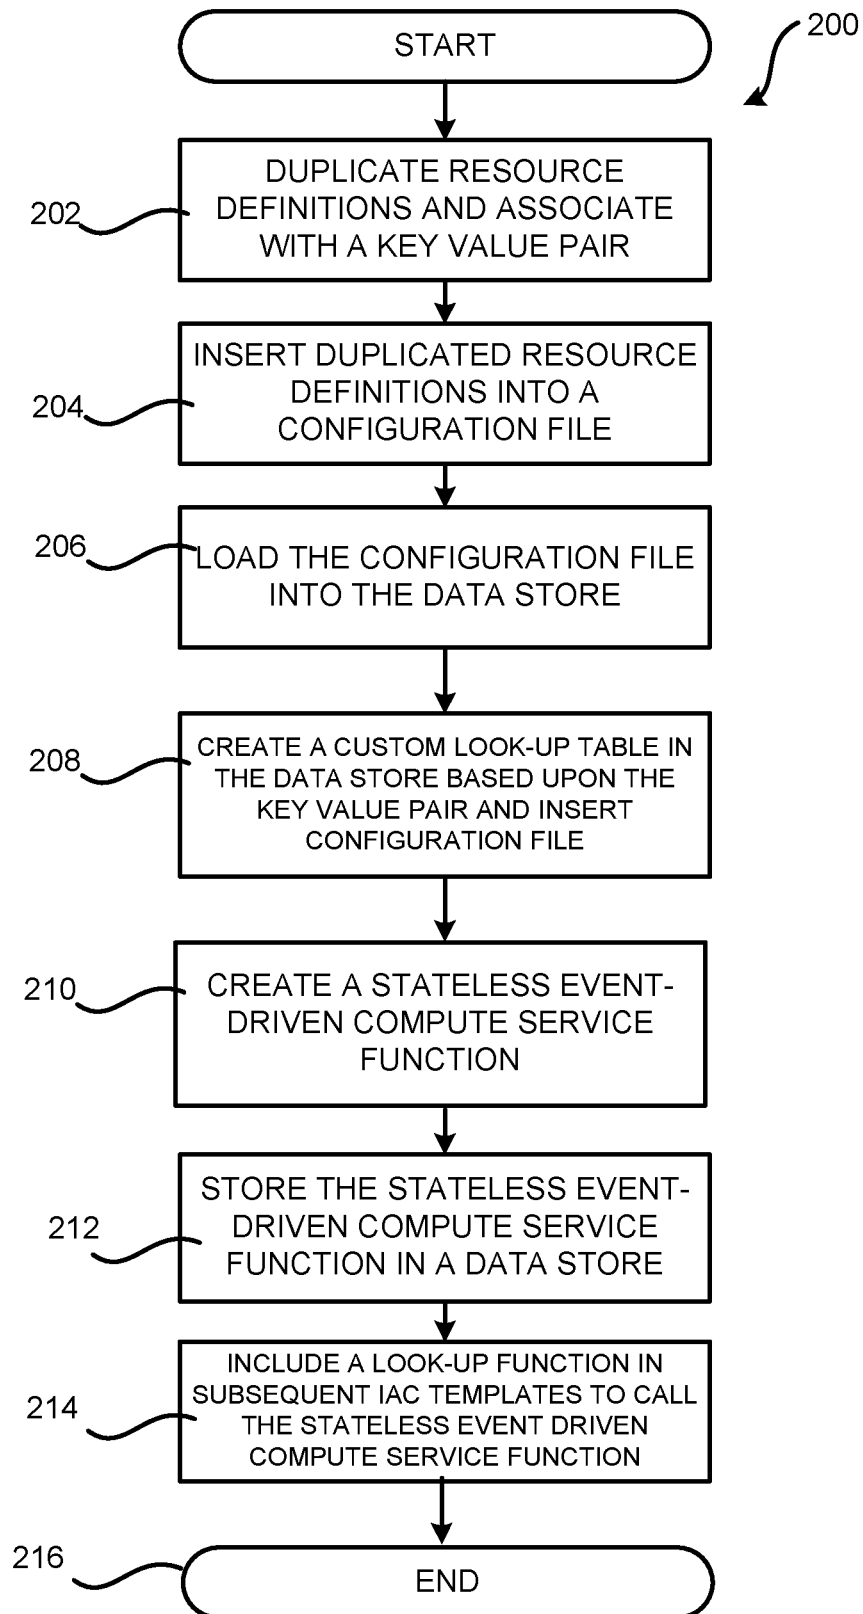 START
200
DUPLICATE RESOURCE
DEFINITIONS AND ASSOCIATE
WITH A KEY VALUE PAIR
202
INSERT DUPLICATED RESOURCE
DEFINITIONS INTO A
CONFIGURATION FILE
204
LOAD THE CONFIGURATION FILE
INTO THE DATA STORE
206
CREATE A CUSTOM LOOK-UP TABLE IN
THE DATA STORE BASED UPON THE
KEY VALUE PAIR AND INSERT
CONFIGURATION FILE
208
CREATE A STATELESS EVENT-
DRIVEN COMPUTE SERVICE
FUNCTION
210
STORE THE STATELESS EVENT-
DRIVEN COMPUTE SERVICE
FUNCTION IN A DATA STORE
212
INCLUDE A LOOK-UP FUNCTION IN
SUBSEQUENT IAC TEMPLATES TO CALL
THE STATELESS EVENT DRIVEN
COMPUTE SERVICE FUNCTION
214
END
216